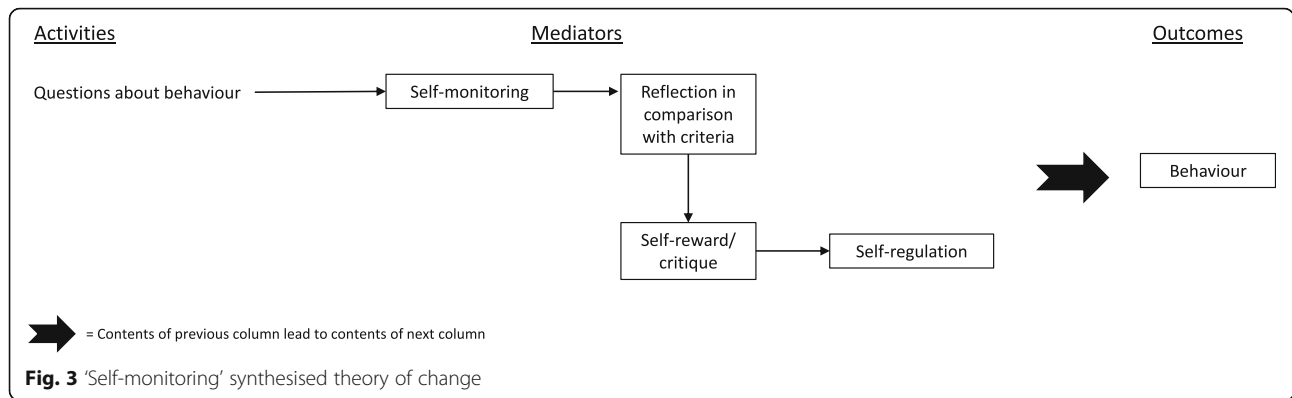 Activities
Mediators
Outcomes
Questions about behaviour
Self-monitoring
Reflection in
comparison
with criteria
Behaviour
Self-reward/
critique
Self-regulation
= Contents of previous column lead to contents of next column
Fig. 3 ‘Self-monitoring’ synthesised theory of change